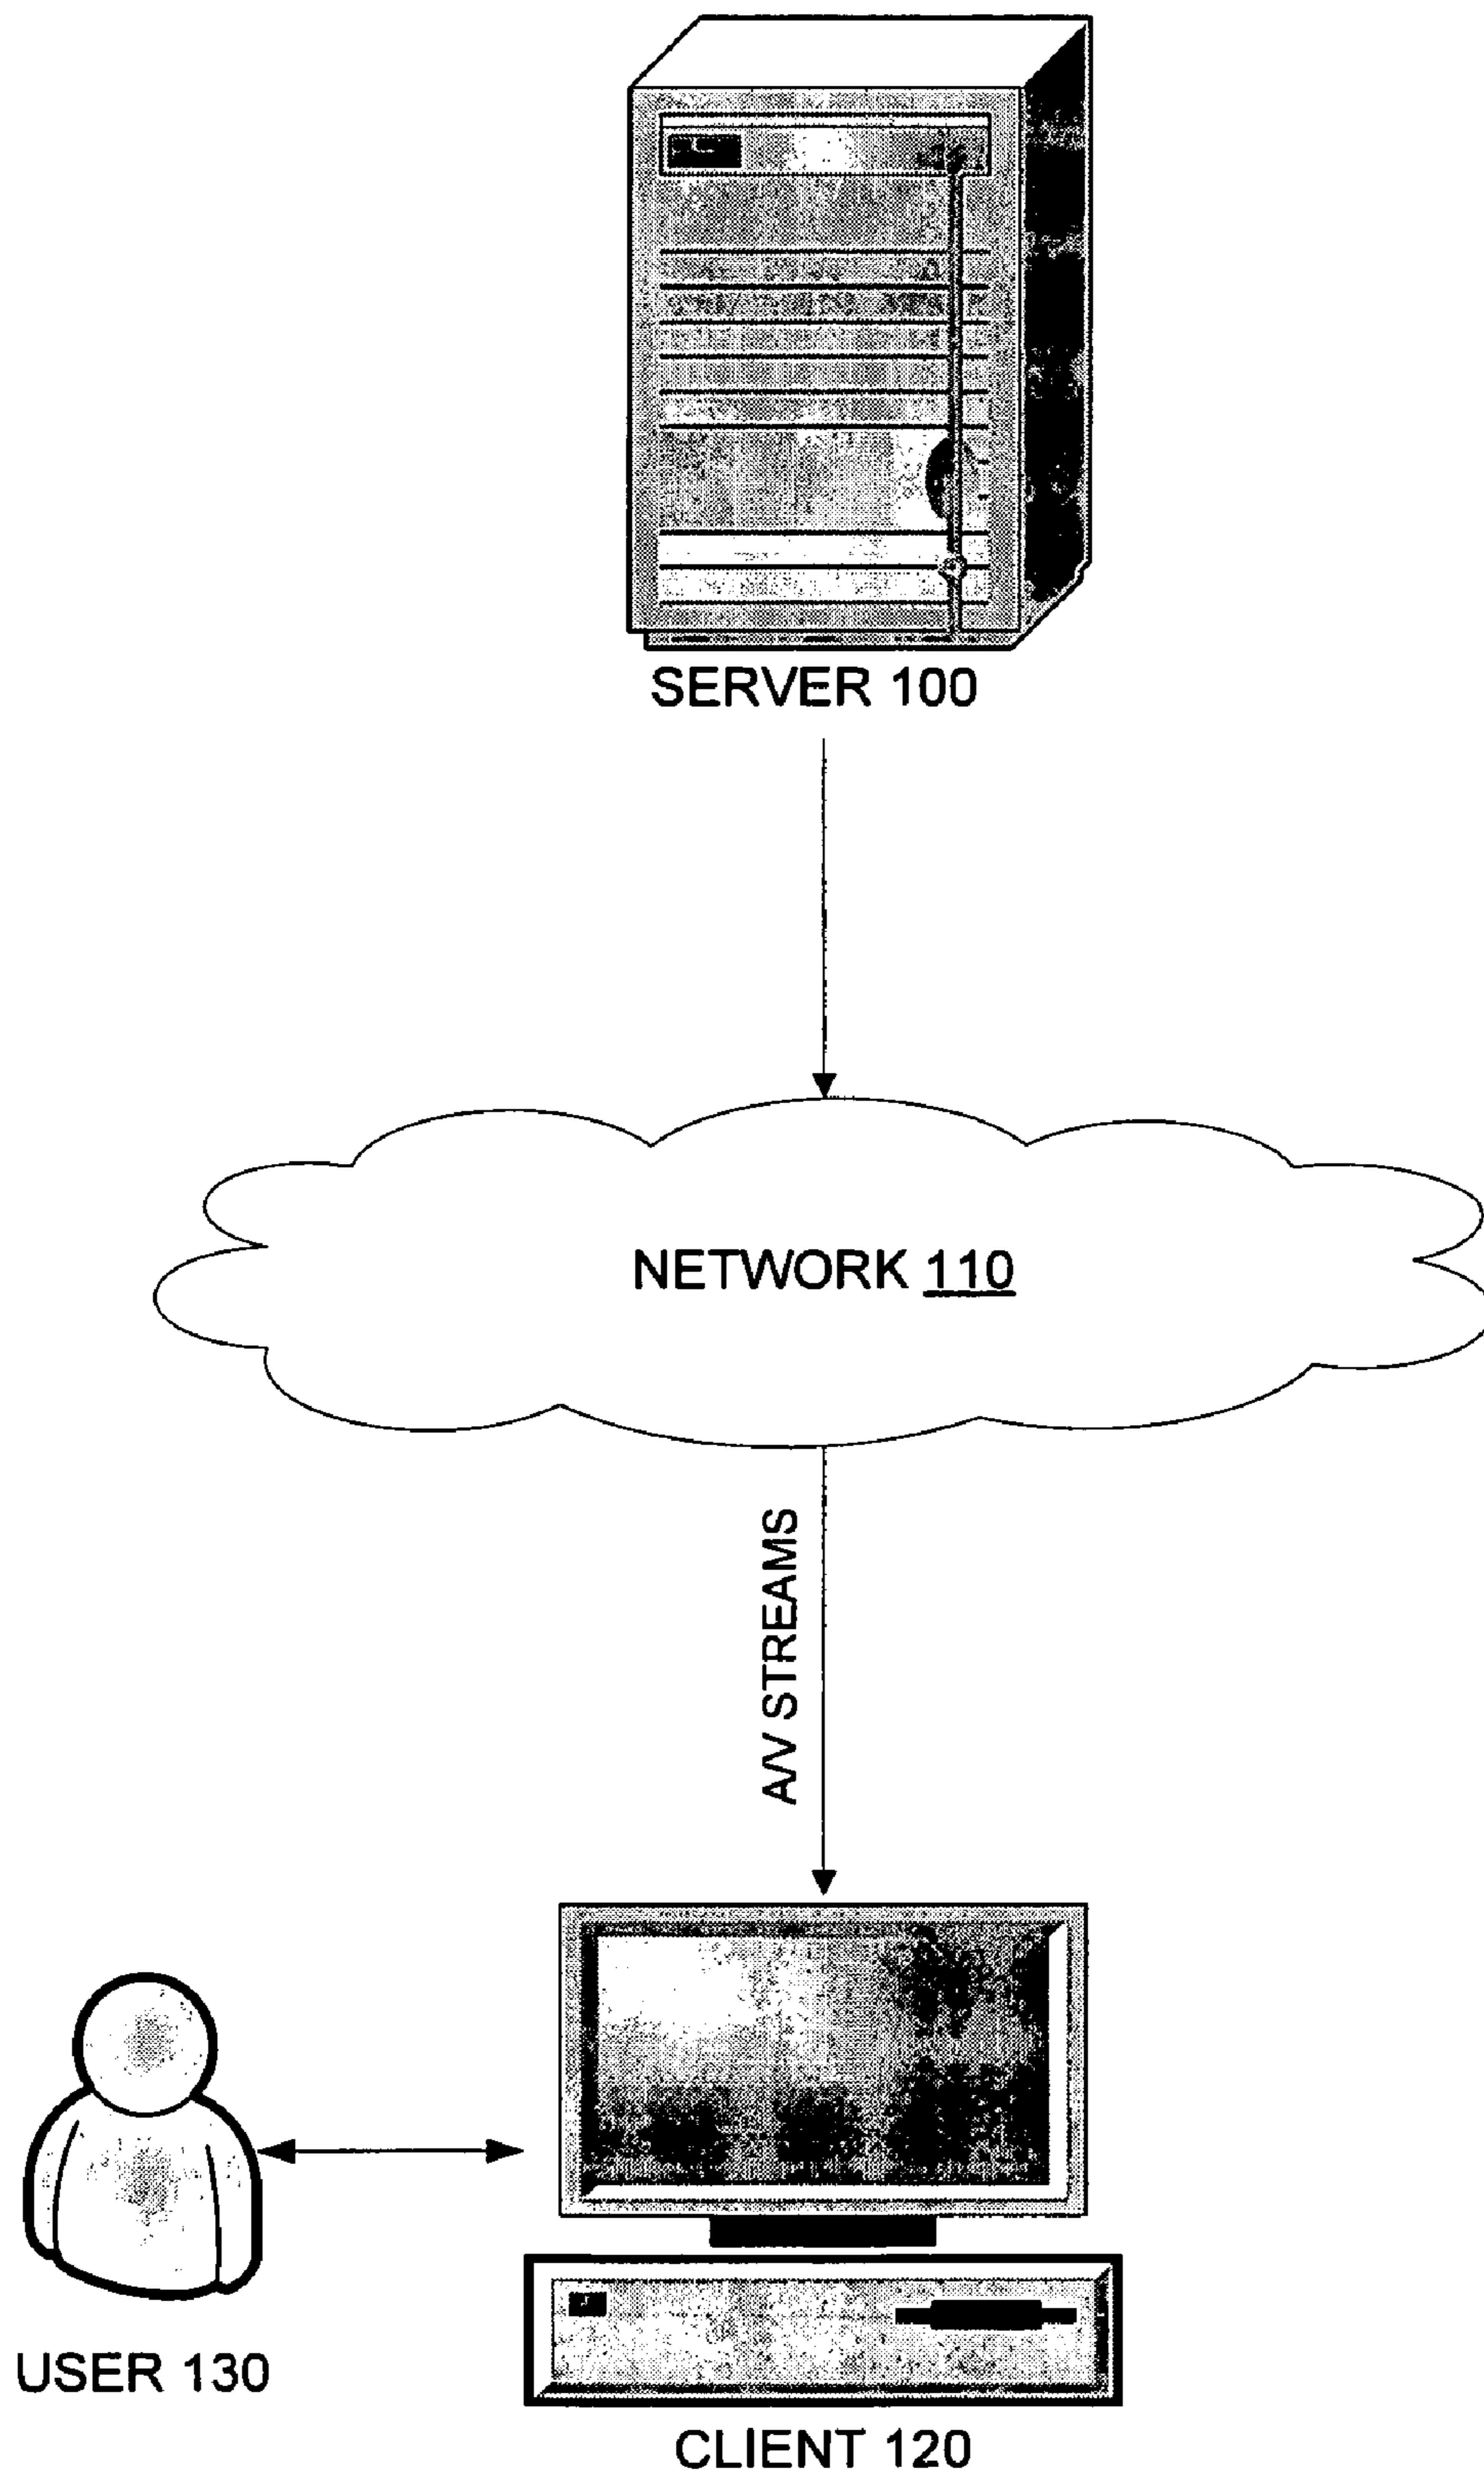 SERVER 100
NETWORK 110
A/V STREAMS
USER 130
CLIENT 120